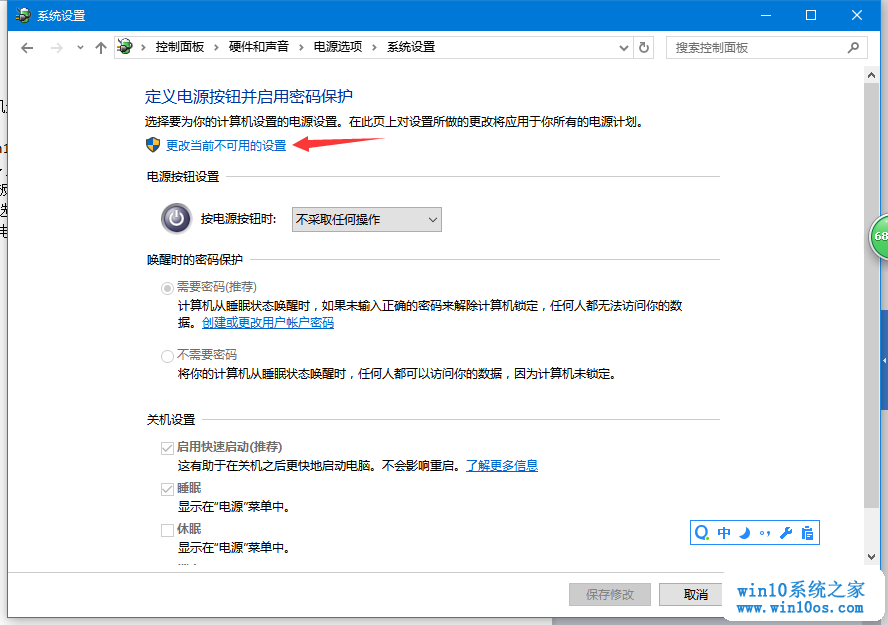 系统设置
控制面板 硬件和声音 电源选项 系统设置
搜索控制面板
定义电源按钮并启用密码保护
选择要为你的计算机设置的电源设置。在此页上对设置所做的更改将应用于你所有的电源计划。
更改当前不可用的设置
电源按钮设置
按电源按钮时: 不采取任何操作
唤醒时的密码保护
需要密码(推荐)
计算机从睡眠状态唤醒时，如果未输入正确的密码来解除计算机锁定，任何人都无法访问你的数
据。创建或更改用户帐户密码
不需要密码
将你的计算机从睡眠状态唤醒时，任何人都可以访问你的数据，因为计算机未锁定。
关机设置
启用快速启动(推荐)
这有助于在关机之后更快地启动电脑。不会影响重启。了解更多信息
睡眠
显示在“电源”菜单中。
休眠
显示在“电源”菜单中。
中
保存修改 取消
68
win10系统之家
www.win10os.com